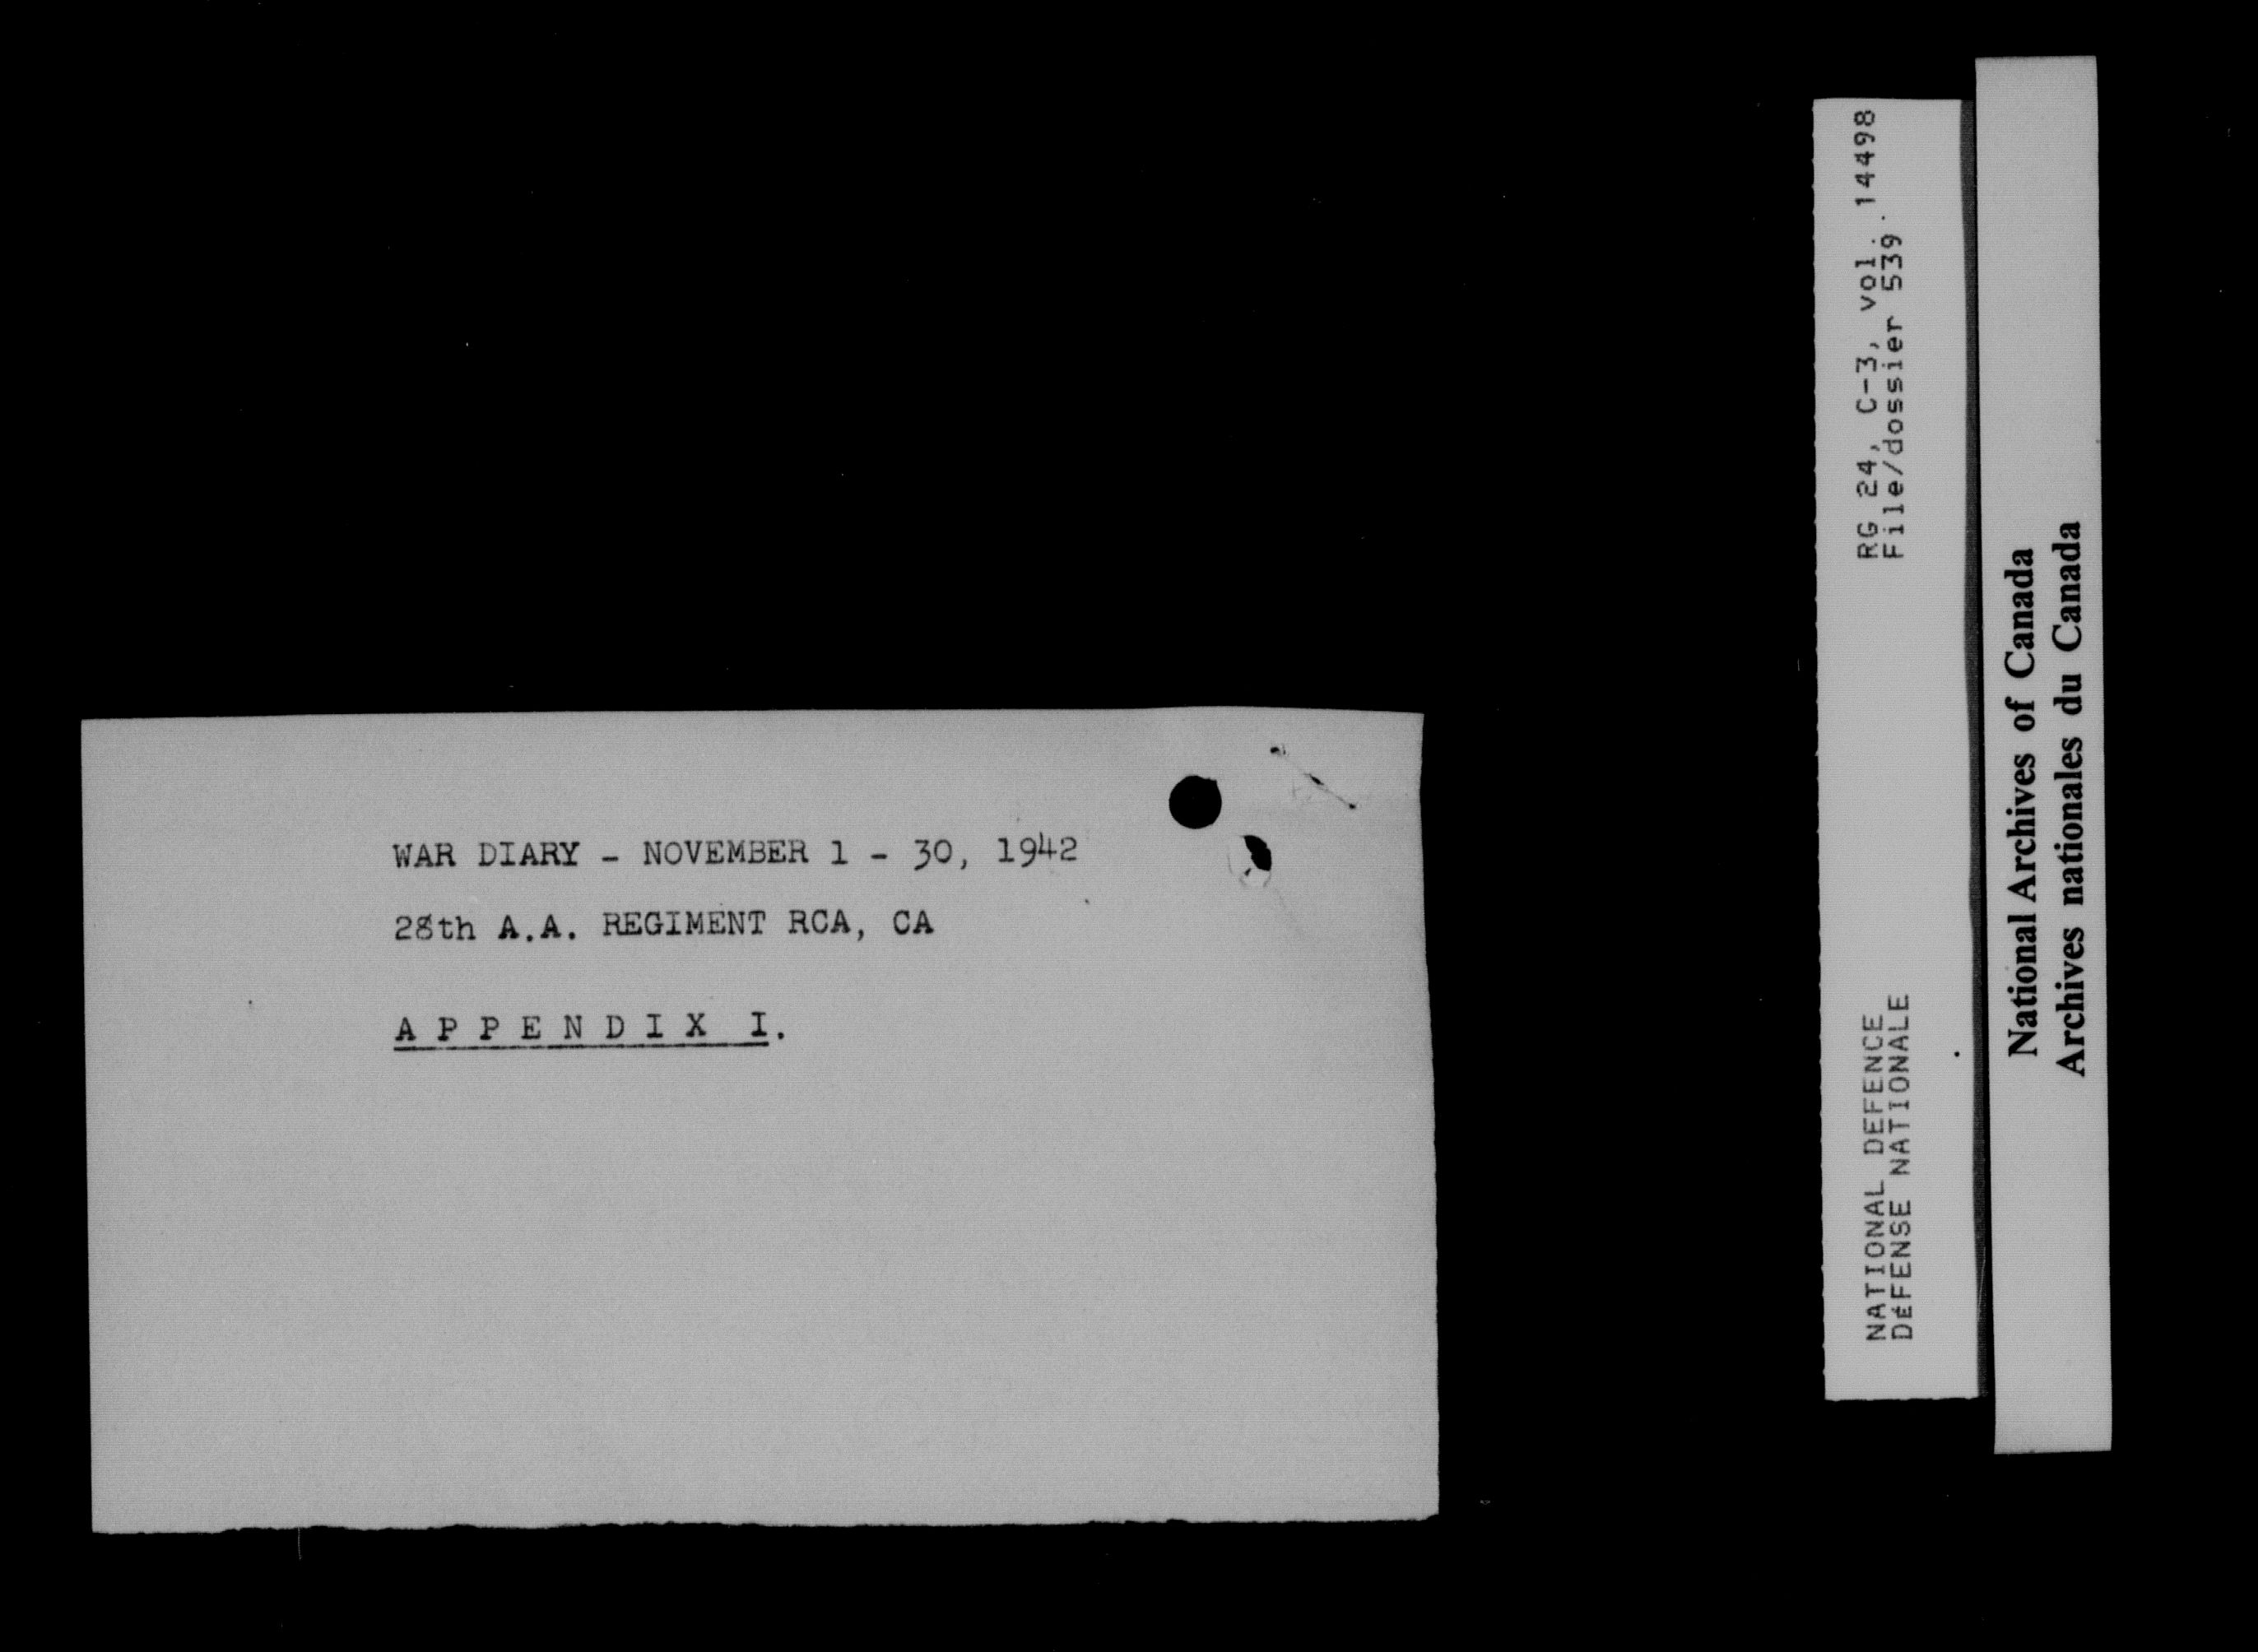 WAR DIARY - NOVEMBER 1 - 30, 1942
28th A.A. REGIMENT RCA, CA
A P P E N D I X I.
NATIONAL DEFENCE
DÉFENSE NATIONALE
RG 24, C-3, vol. 14498
File/dossier 539
National Archives of Canada
Archives nationales du Canada